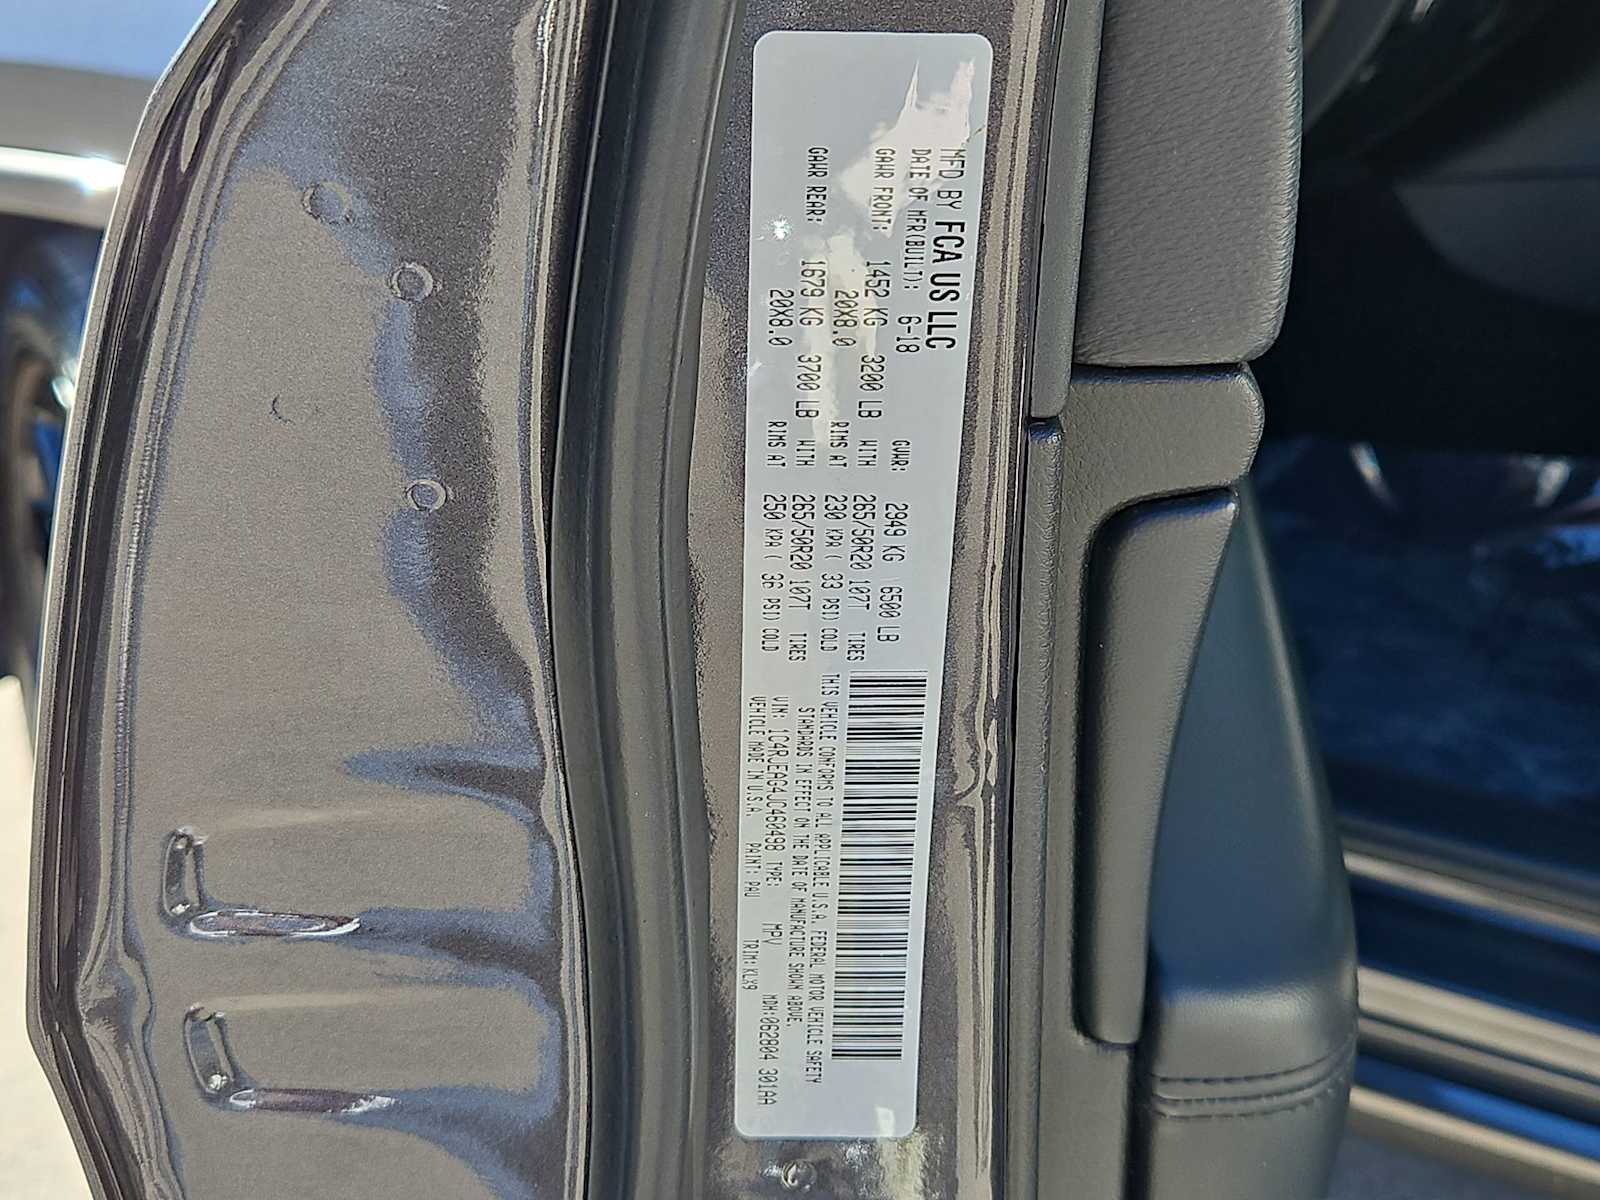 MFD BY FCA US LLC
DATE OF MFR(BUILT): 6-18 GVWR: 2949 KG 6500 LB
GAWR FRONT: 1452 KG 3200 LB WITH 265/50R20 107T TIRES
20X8.0 RIMS AT 230 KPA( 33 PSI) COLD
GAWR REAR: 1679 KG 3700 LB WITH 265/50R20 107T TIRES
20X8.0 RIMS AT 250 KPA( 36 PSI) COLD
THIS VEHICLE CONFORMS TO ALL APPLICABLE U.S.A. FEDERAL MOTOR VEHICLE SAFETY
STANDARDS IN EFFECT ON THE DATE OF MANUFACTURE SHOWN ABOVE.
VIN: 1C4RJEAG4JC460498 TYPE: MPV MDH:062804 301AA
VEHICLE MADE IN U.S.A. PAINT: PAU TRIM: KLX9